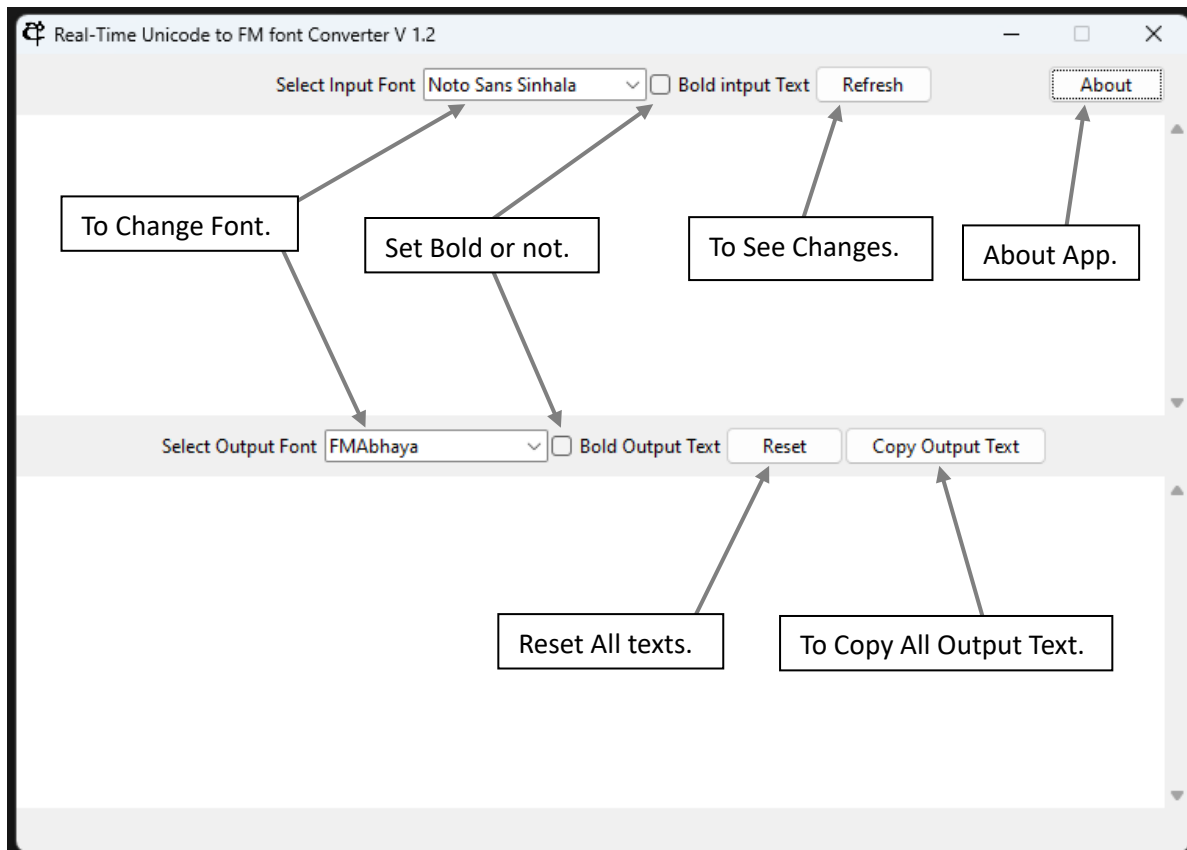 Real-Time Unicode to FM font Converter V 1.2
Select Input Font Noto Sans Sinhala Bold intput Text Refresh About
To Change Font.
Set Bold or not.
To See Changes.
About App.
Select Output Font FMAbhaya Bold Output Text Reset Copy Output Text
Reset All texts.
To Copy All Output Text.